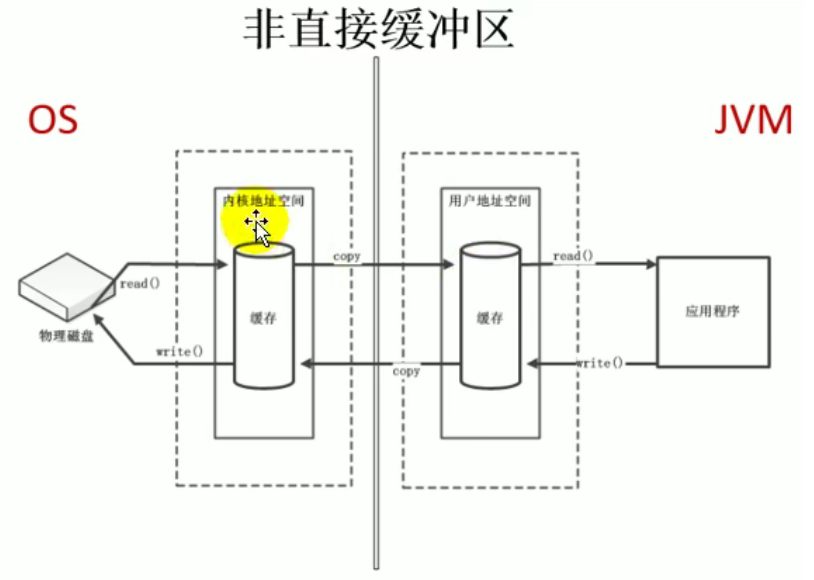 非直接缓冲区
OS
JVM
内核地址空间
用户地址空间
copy
read()
read()
物理磁盘
缓存
缓存
应用程序
write()
copy
write()